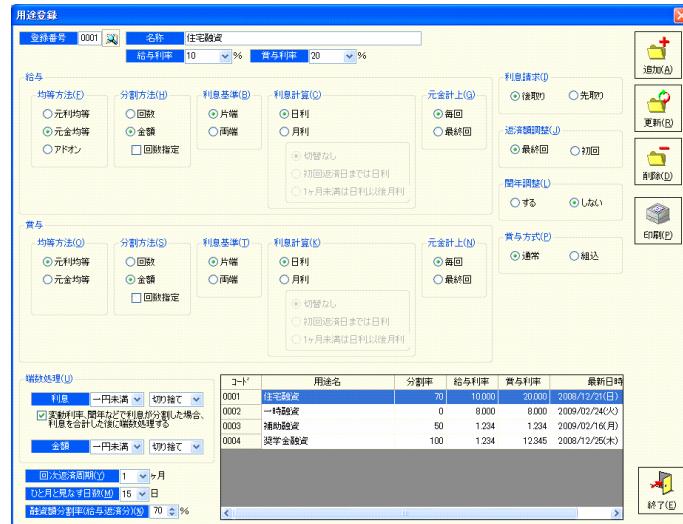 用途登録
登録番号 0001 名称 住宅融資
給与利率 10 % 賞与利率 20 %
給与
均等方法(F)
元利均等
元金均等
アドオン
分割方法(H)
回数
金額
回数指定
利息基準(B)
片端
両端
利息計算(C)
日利
月利
切替なし
初回返済日までは日利
1ヶ月未満は日利以後月利
元金計上(G)
毎回
最終回
賞与
均等方法(O)
元利均等
元金均等
分割方法(S)
回数
金額
回数指定
利息基準(T)
片端
両端
利息計算(K)
日利
月利
切替なし
初回返済日までは日利
1ヶ月未満は日利以後月利
元金計上(N)
毎回
最終回
利息請求(I)
後取り 先取り
返済額調整(J)
最終回 初回
閏年調整(L)
する しない
賞与方式(P)
通常 組込
追加(A)
更新(R)
削除(D)
印刷(P)
終了(E)
端数処理(U)
利息 一円未満 切り捨て
変動利率、閏年などで利息が分割した場合、
利息を合計した後に端数処理する
金額 一円未満 切り捨て
回次返済周期(Y) 1 ヶ月
ひと月と見なす日数(M) 15 日
融資額分割率(給与返済分)(X) 70 %
コード 用途名 分割率 給与利率 賞与利率 最新日時
0001 住宅融資 70 10.000 20.000 2008/12/21(日)
0002 一時融資 0 8.000 8.000 2009/02/24(火)
0003 補助融資 50 1.234 1.234 2009/02/16(月)
0004 奨学金融資 100 1.234 12.345 2008/12/25(木)